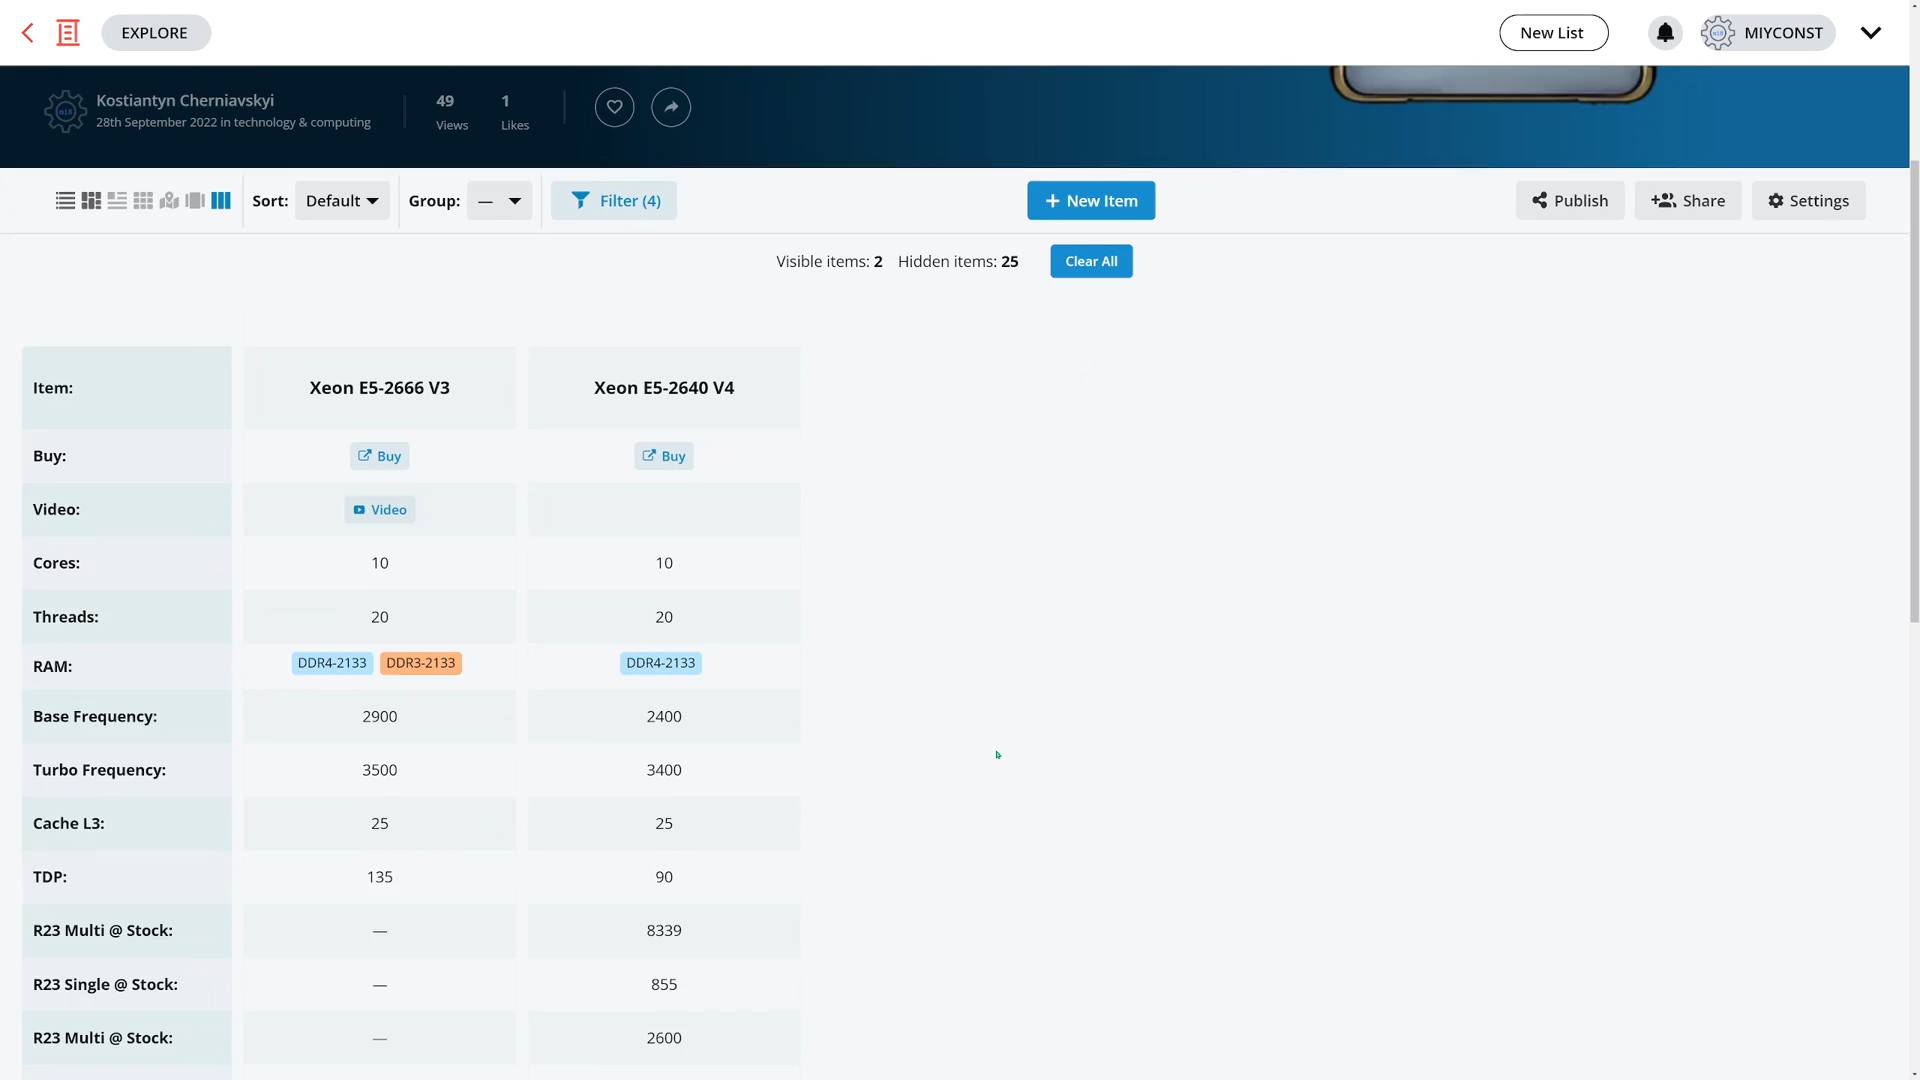 EXPLORE
New List
MIYCONST
Kostiantyn Cherniavskyi
28th September 2022 in technology & computing
49
Views
1
Likes
Sort: Default
Group: —
Filter (4)
+ New Item
Publish
Share
Settings
Visible items: 2 Hidden items: 25
Clear All
Item: Xeon E5-2666 V3 Xeon E5-2640 V4
Buy: Buy Buy
Video: Video
Cores: 10 10
Threads: 20 20
RAM: DDR4-2133 DDR3-2133 DDR4-2133
Base Frequency: 2900 2400
Turbo Frequency: 3500 3400
Cache L3: 25 25
TDP: 135 90
R23 Multi @ Stock: — 8339
R23 Single @ Stock: — 855
R23 Multi @ Stock: — 2600